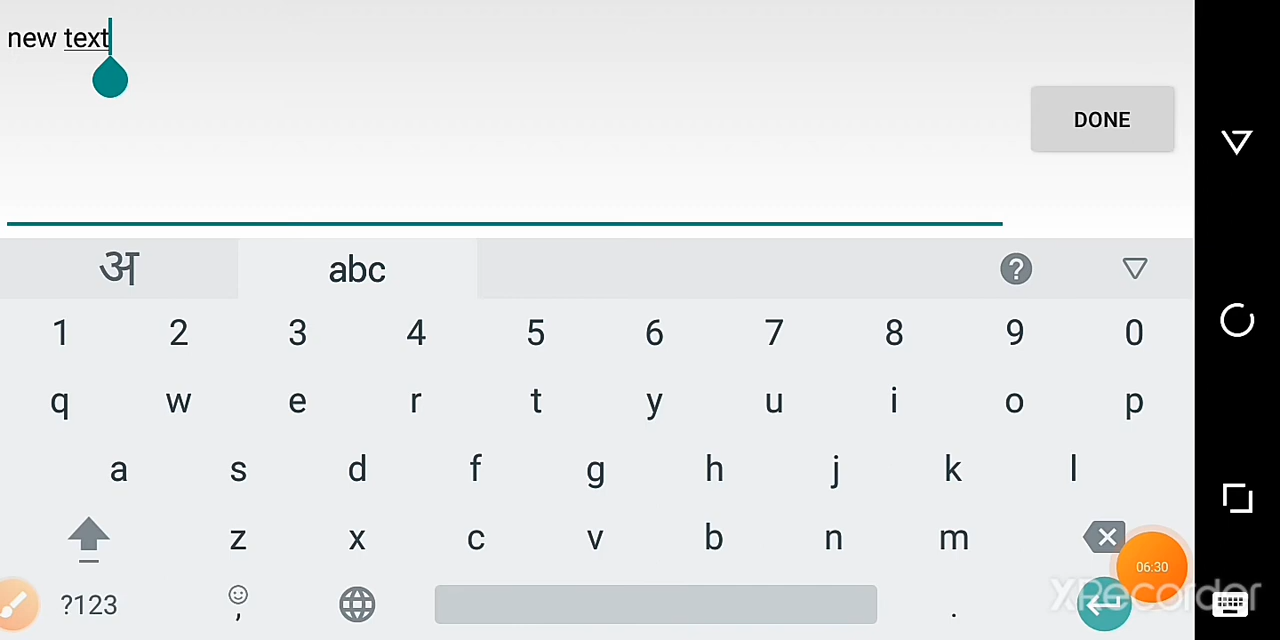 new text
DONE
अ abc ?
1 2 3 4 5 6 7 8 9 0
q w e r t y u i o p
a s d f g h j k l
z x c v b n m
06:30
XRecorder
?123 , .